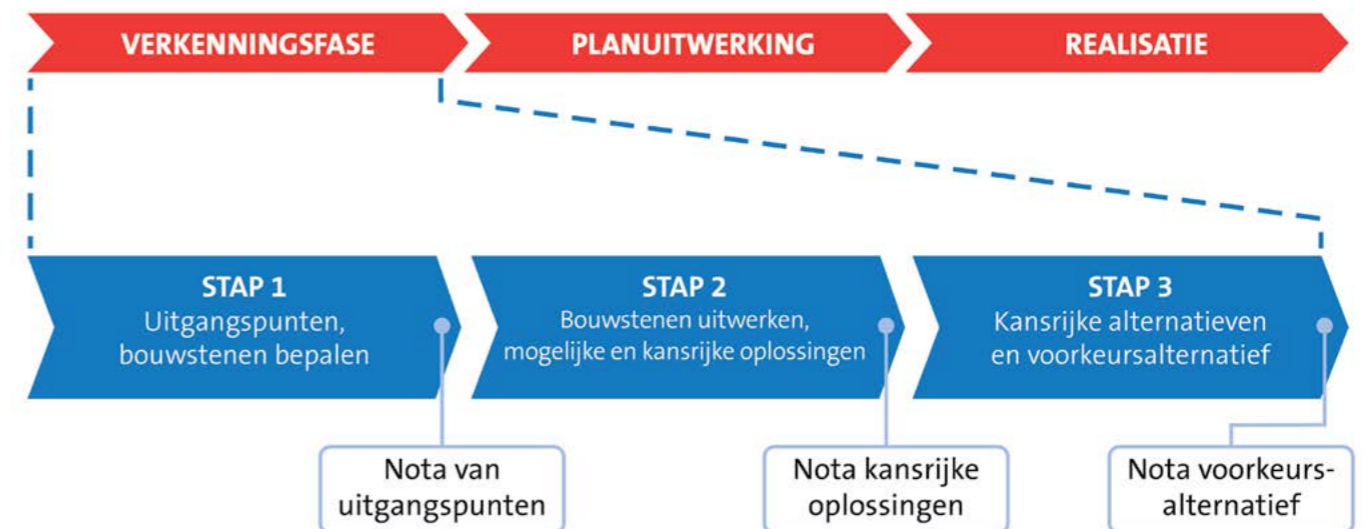 VERKENNINGSFASE
PLANUITWERKING
REALISATIE
STAP 1
Uitgangspunten,
bouwstenen bepalen
STAP 2
Bouwstenen uitwerken,
mogelijke en kansrijke oplossingen
STAP 3
Kansrijke alternatieven
en voorkeursalternatief
Nota van
uitgangspunten
Nota kansrijke
oplossingen
Nota voorkeurs-
alternatief